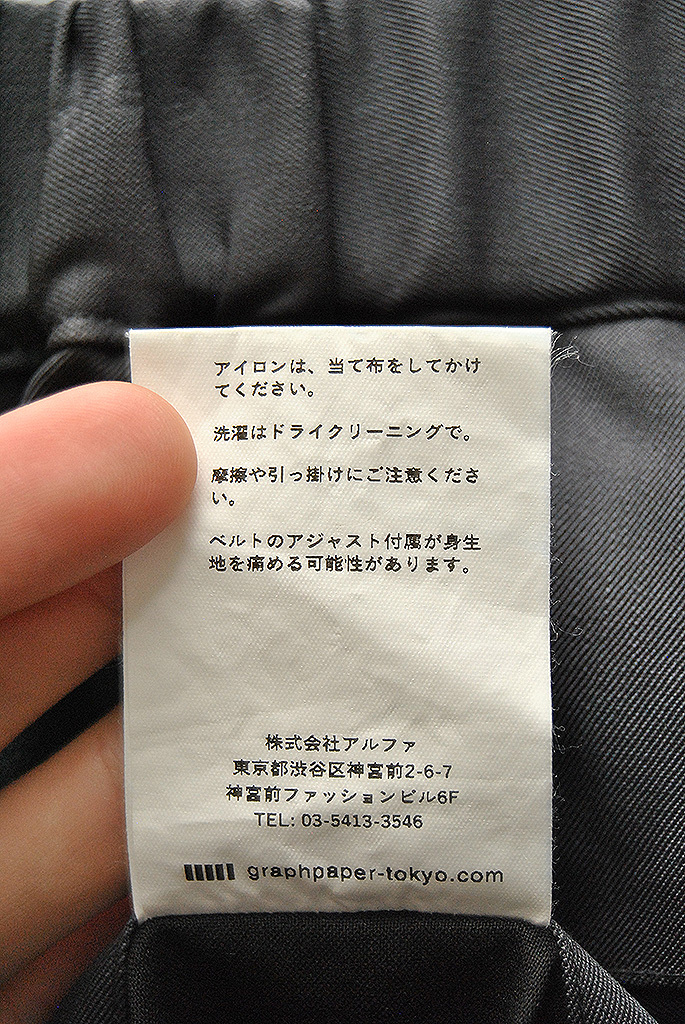 アイロンは、当て布をしてかけ
てください。
洗濯はドライクリーニングで。
摩擦や引っ掛けにご注意くださ
い。
ベルトのアジャスト付属が身生
地を痛める可能性があります。
株式会社アルファ
東京都渋谷区神宮前2-6-7
神宮前ファッションビル6F
TEL: 03-5413-3546
graphpaper-tokyo.com